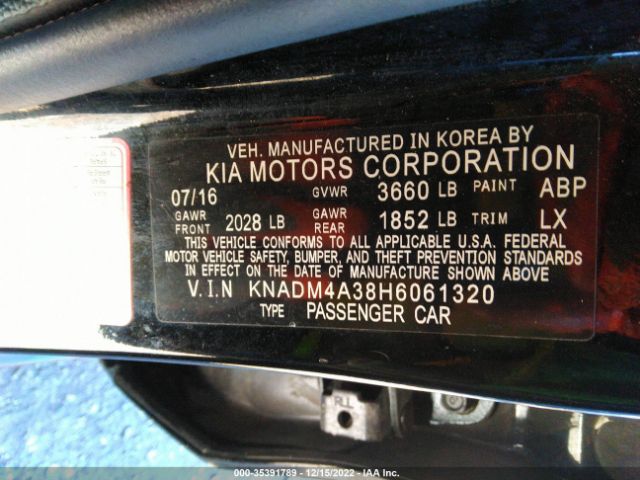 VEH. MANUFACTURED IN KOREA BY
KIA MOTORS CORPORATION
07/16 GVWR 3660 LB PAINT ABP
GAWR FRONT 2028 LB GAWR REAR 1852 LB TRIM LX
THIS VEHICLE CONFORMS TO ALL APPLICABLE U.S.A. FEDERAL
MOTOR VEHICLE SAFETY, BUMPER, AND THEFT PREVENTION STANDARDS
IN EFFECT ON THE DATE OF MANUFACTURE SHOWN ABOVE
V.I.N KNADM4A38H6061320
TYPE PASSENGER CAR
RLL
000-35391789 - 12/15/2022 - IAA Inc.